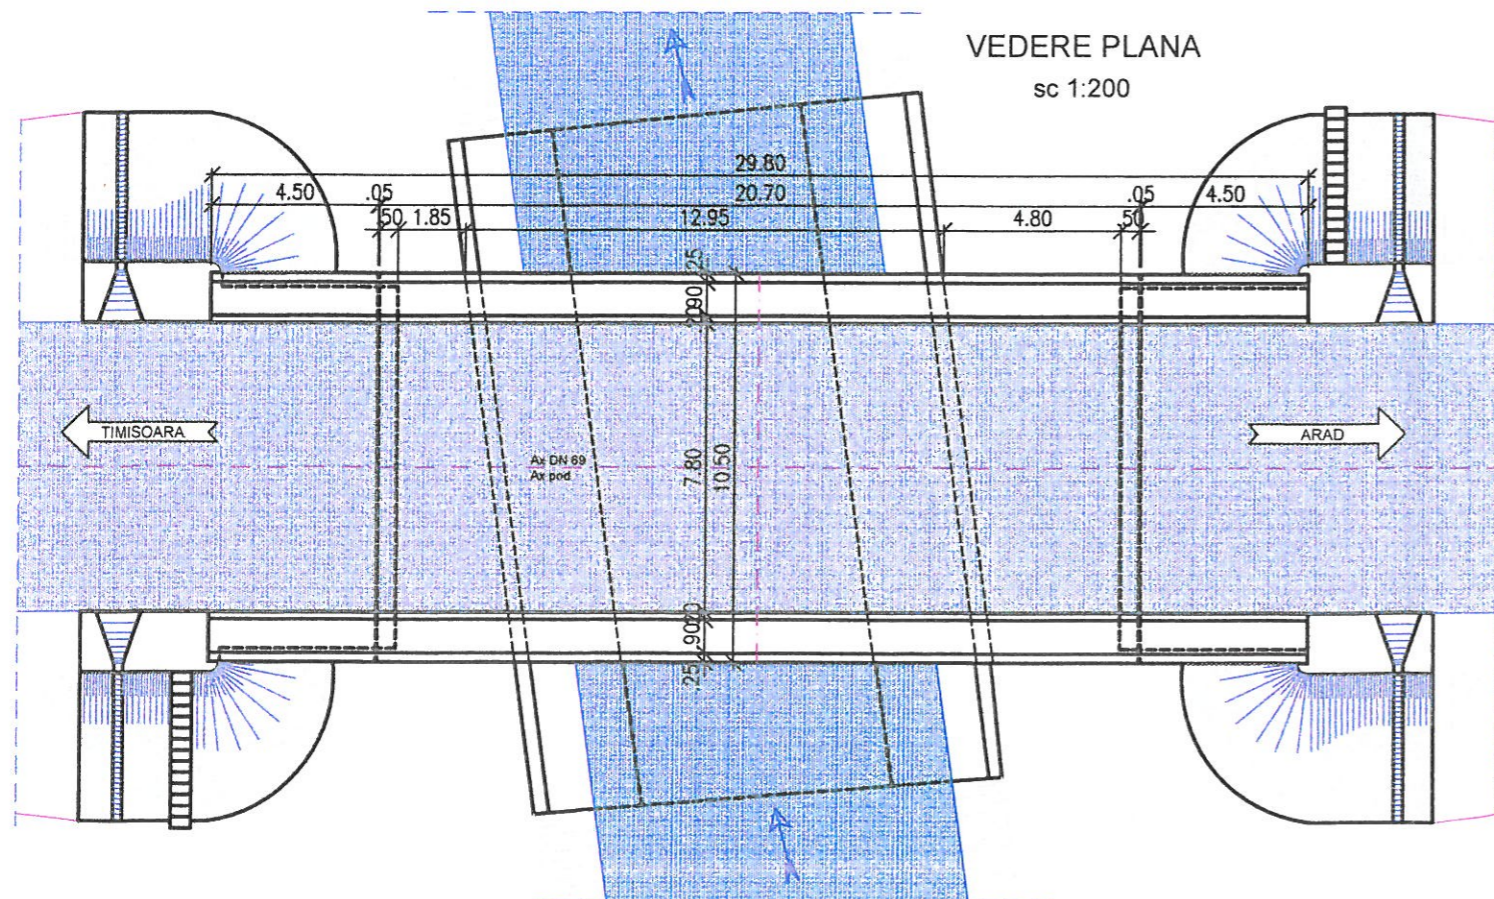 VEDERE PLANA
sc 1:200
29.80
4.50 .05 20.70 .05 4.50
.50 1.85 12.95 4.80 .50
.25
.90
.20
TIMISOARA
ARAD
Ax DN 69
Ax pod
7.80
10.50
.20
.90
.25